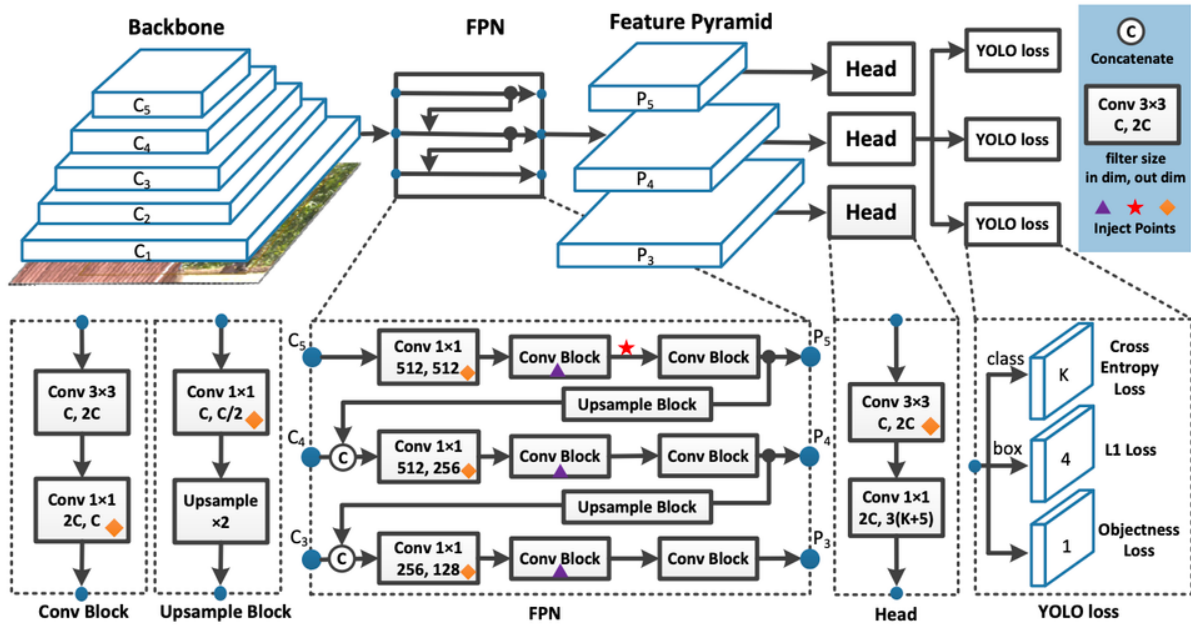 Backbone
FPN
Feature Pyramid
C5
C4
C3
C2
C1
P5
P4
P3
Head
Head
Head
YOLO loss
YOLO loss
YOLO loss
C
Concatenate
Conv 3×3
C, 2C
filter size
in dim, out dim
Inject Points
Conv 3×3
C, 2C
Conv 1×1
2C, C
Conv Block
Conv 1×1
C, C/2
Upsample
×2
Upsample Block
C5
Conv 1×1
512, 512
Conv Block
Conv Block
P5
Upsample Block
C4
C
Conv 1×1
512, 256
Conv Block
Conv Block
P4
Upsample Block
C3
C
Conv 1×1
256, 128
Conv Block
Conv Block
P3
FPN
Conv 3×3
C, 2C
Conv 1×1
2C, 3(K+5)
Head
class
K
Cross
Entropy
Loss
box
4
L1 Loss
1
Objectness
Loss
YOLO loss